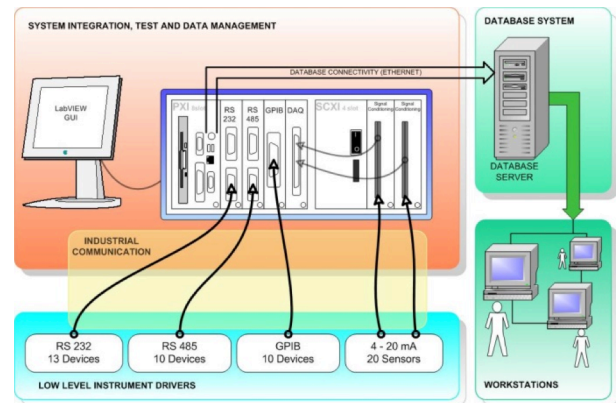 SYSTEM INTEGRATION, TEST AND DATA MANAGEMENT
DATABASE SYSTEM
DATABASE CONNECTIVITY (ETHERNET)
LabVIEW
GUI
PXI
RS
232
RS
485
GPIB
DAQ
SCXI 4 slot
Signal
Conditioning
Signal
Conditioning
DATABASE
SERVER
INDUSTRIAL
COMMUNICATION
RS 232
13 Devices
RS 485
10 Devices
GPIB
10 Devices
4 - 20 mA
20 Sensors
LOW LEVEL INSTRUMENT DRIVERS
WORKSTATiONS